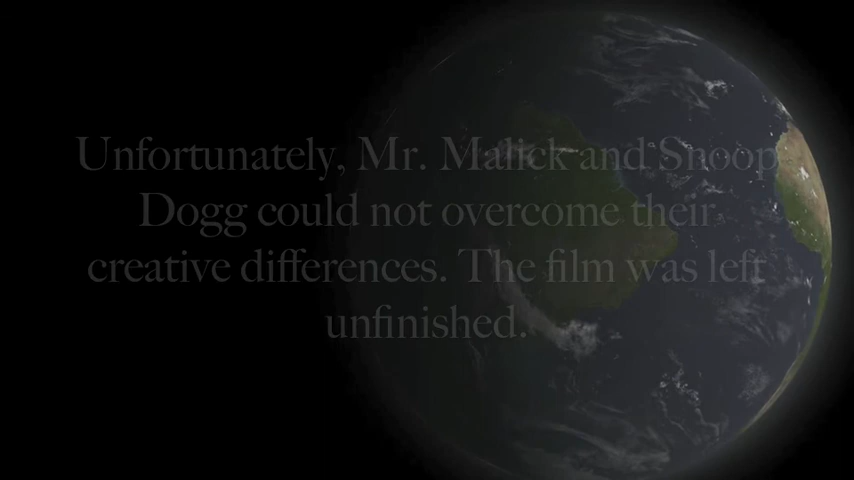 Unfortunately, Mr. Malick and Snoop
Dogg could not overcome their
creative differences. The film was left
unfinished.